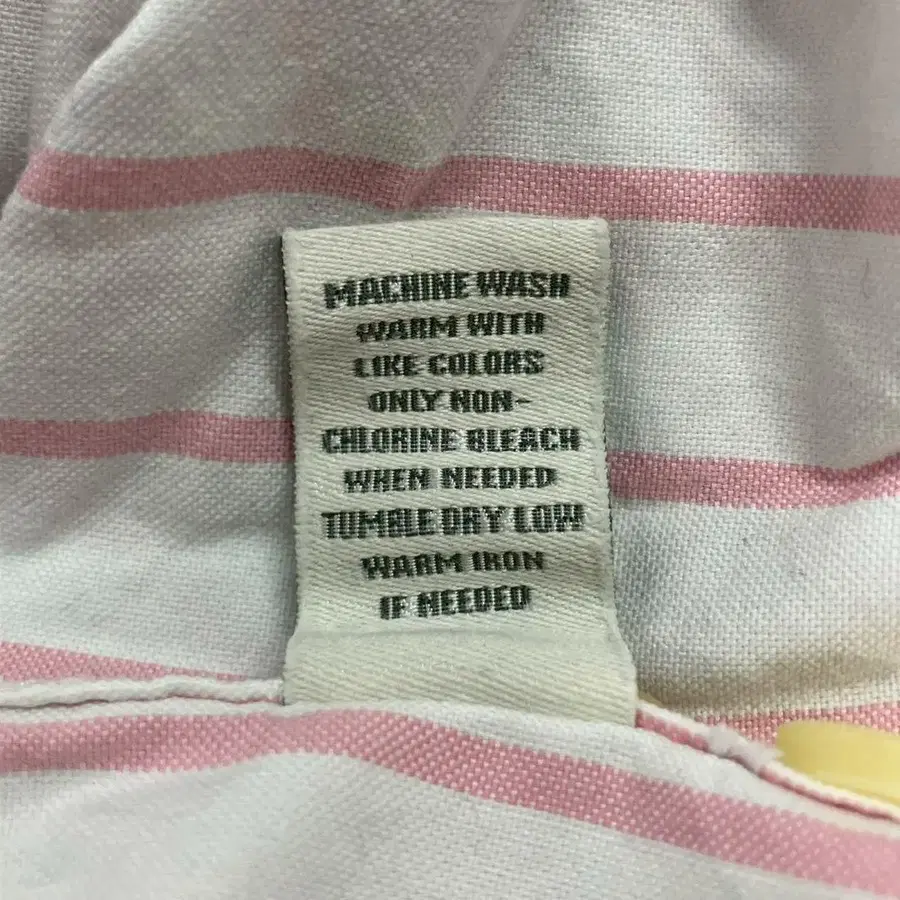 MACHINE WASH
WARM WITH
LIKE COLORS
ONLY NON-
CHLORINE BLEACH
WHEN NEEDED
TUMBLE DRY LOW
WARM IRON
IF NEEDED